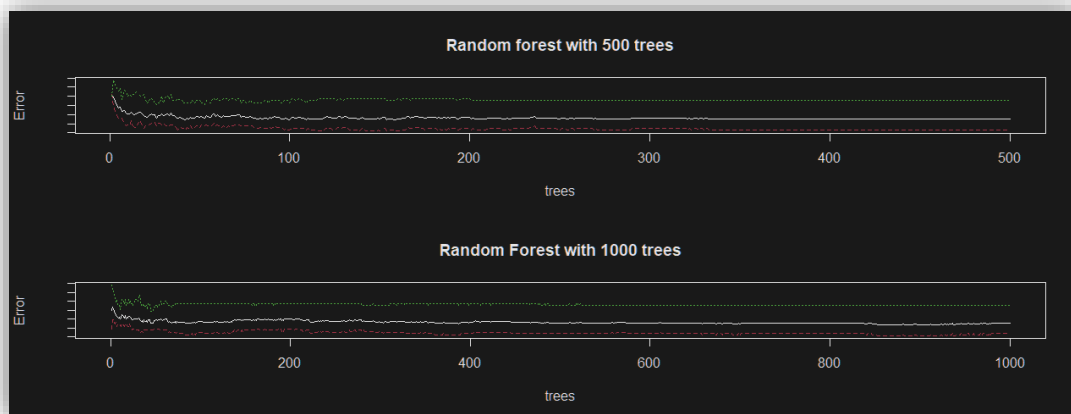 Random forest with 500 trees
Error
0 100 200 300 400 500
trees
Random Forest with 1000 trees
Error
0 200 400 600 800 1000
trees